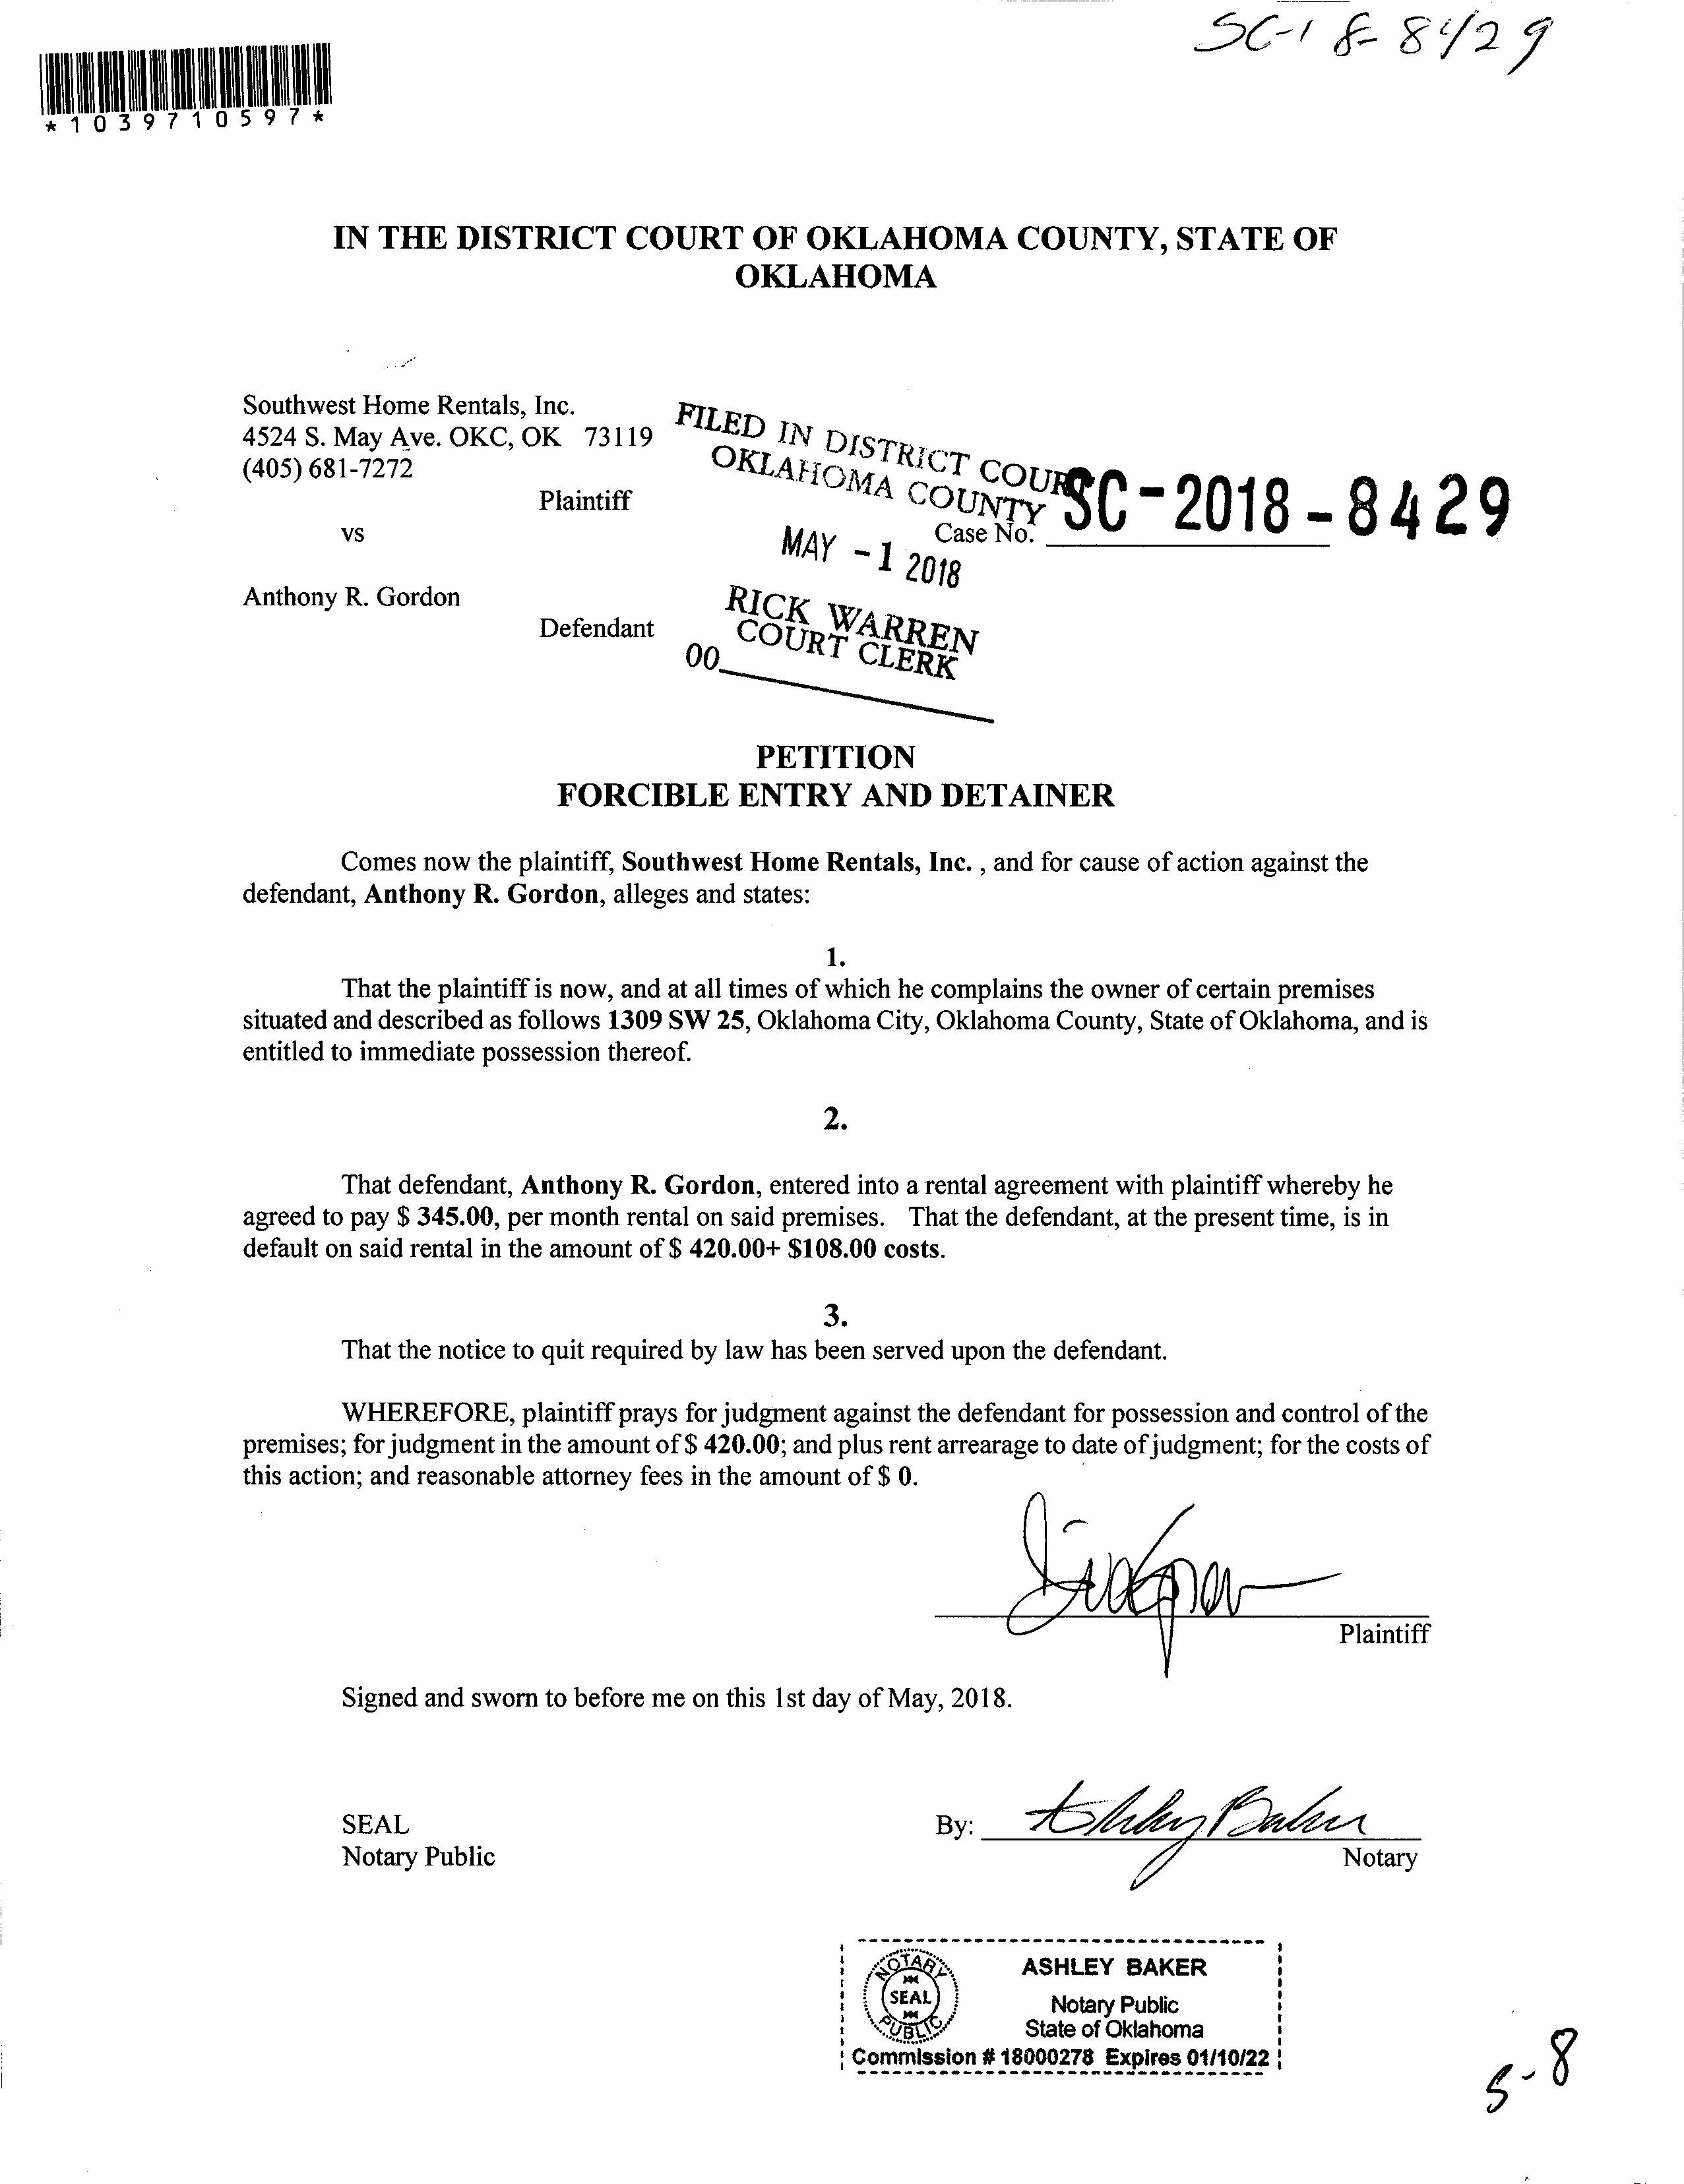 SC-18-8429
*1039710597*
IN THE DISTRICT COURT OF OKLAHOMA COUNTY, STATE OF
OKLAHOMA
Southwest Home Rentals, Inc.
4524 S. May Ave. OKC, OK 73119
(405) 681-7272
Plaintiff
vs
Anthony R. Gordon
Defendant
FILED IN DISTRICT COURT
OKLAHOMA COUNTY
MAY -1 2018
RICK WARREN
COURT CLERK
00
Case No. SC-2018-8429
PETITION
FORCIBLE ENTRY AND DETAINER
Comes now the plaintiff, Southwest Home Rentals, Inc. , and for cause of action against the
defendant, Anthony R. Gordon, alleges and states:
1.
That the plaintiff is now, and at all times of which he complains the owner of certain premises
situated and described as follows 1309 SW 25, Oklahoma City, Oklahoma County, State of Oklahoma, and is
entitled to immediate possession thereof.
2.
That defendant, Anthony R. Gordon, entered into a rental agreement with plaintiff whereby he
agreed to pay $ 345.00, per month rental on said premises. That the defendant, at the present time, is in
default on said rental in the amount of $ 420.00+ $108.00 costs.
3.
That the notice to quit required by law has been served upon the defendant.
WHEREFORE, plaintiff prays for judgment against the defendant for possession and control of the
premises; for judgment in the amount of $ 420.00; and plus rent arrearage to date of judgment; for the costs of
this action; and reasonable attorney fees in the amount of $ 0.
Plaintiff
Signed and sworn to before me on this 1st day of May, 2018.
SEAL
Notary Public
By: Ashley Baker
Notary
NOTARY
SEAL
PUBLIC
ASHLEY BAKER
Notary Public
State of Oklahoma
Commission # 18000278 Expires 01/10/22
5-8